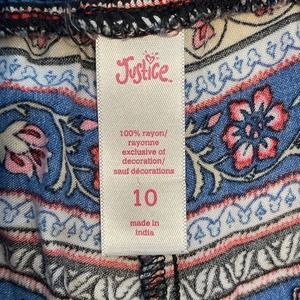 Justice
100% rayon/
rayonne
exclusive of
decoration/
sauf décorations
10
made in
india